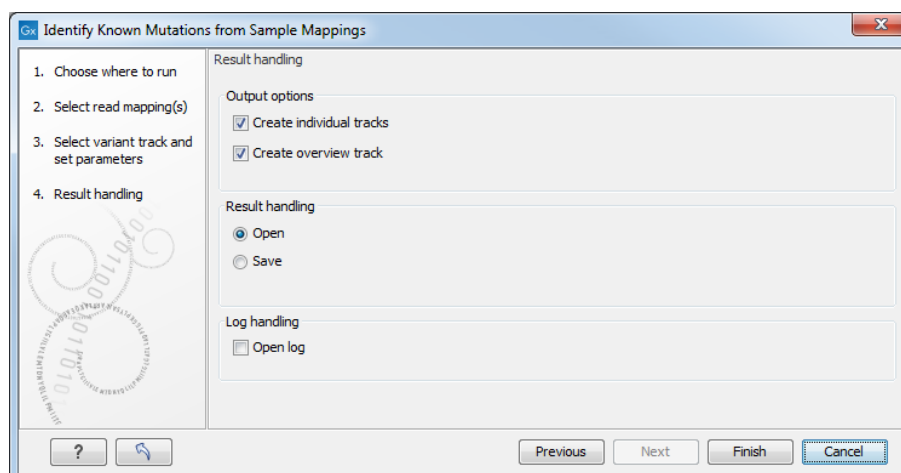 Gx Identify Known Mutations from Sample Mappings
1. Choose where to run
2. Select read mapping(s)
3. Select variant track and
set parameters
4. Result handling
Result handling
Output options
Create individual tracks
Create overview track
Result handling
Open
Save
Log handling
Open log
? Previous Next Finish Cancel